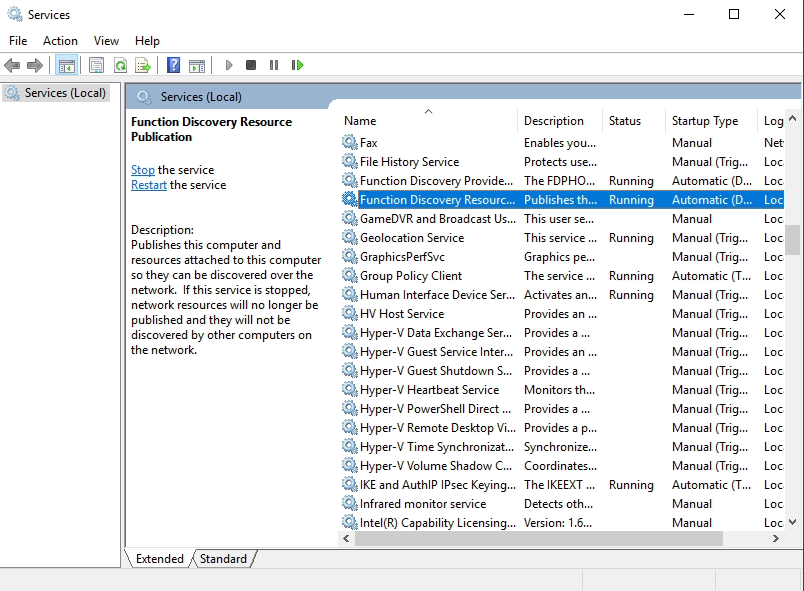 Services
File Action View Help
Services (Local)
Services (Local)
Function Discovery Resource
Publication
Stop the service
Restart the service
Description:
Publishes this computer and
resources attached to this computer
so they can be discovered over the
network. If this service is stopped,
network resources will no longer be
published and they will not be
discovered by other computers on
the network.
Name Description Status Startup Type Log
Fax Enables you... Manual Net
File History Service Protects use... Manual (Trig... Loc
Function Discovery Provide... The FDPHO... Running Automatic (D... Loc
Function Discovery Resourc... Publishes th... Running Automatic (D... Loc
GameDVR and Broadcast Us... This user se... Manual Loc
Geolocation Service This service ... Running Manual (Trig... Loc
GraphicsPerfSvc Graphics pe... Manual (Trig... Loc
Group Policy Client The service ... Running Automatic (T... Loc
Human Interface Device Ser... Activates an... Running Manual (Trig... Loc
HV Host Service Provides an ... Manual (Trig... Loc
Hyper-V Data Exchange Ser... Provides a ... Manual (Trig... Loc
Hyper-V Guest Service Inter... Provides an ... Manual (Trig... Loc
Hyper-V Guest Shutdown S... Provides a ... Manual (Trig... Loc
Hyper-V Heartbeat Service Monitors th... Manual (Trig... Loc
Hyper-V PowerShell Direct ... Provides a ... Manual (Trig... Loc
Hyper-V Remote Desktop Vi... Provides a p... Manual (Trig... Loc
Hyper-V Time Synchronizat... Synchronize... Manual (Trig... Loc
Hyper-V Volume Shadow C... Coordinates... Manual (Trig... Loc
IKE and AuthIP IPsec Keying... The IKEEXT ... Running Automatic (T... Loc
Infrared monitor service Detects oth... Manual Loc
Intel(R) Capability Licensing... Version: 1.6... Manual Loc
Extended Standard